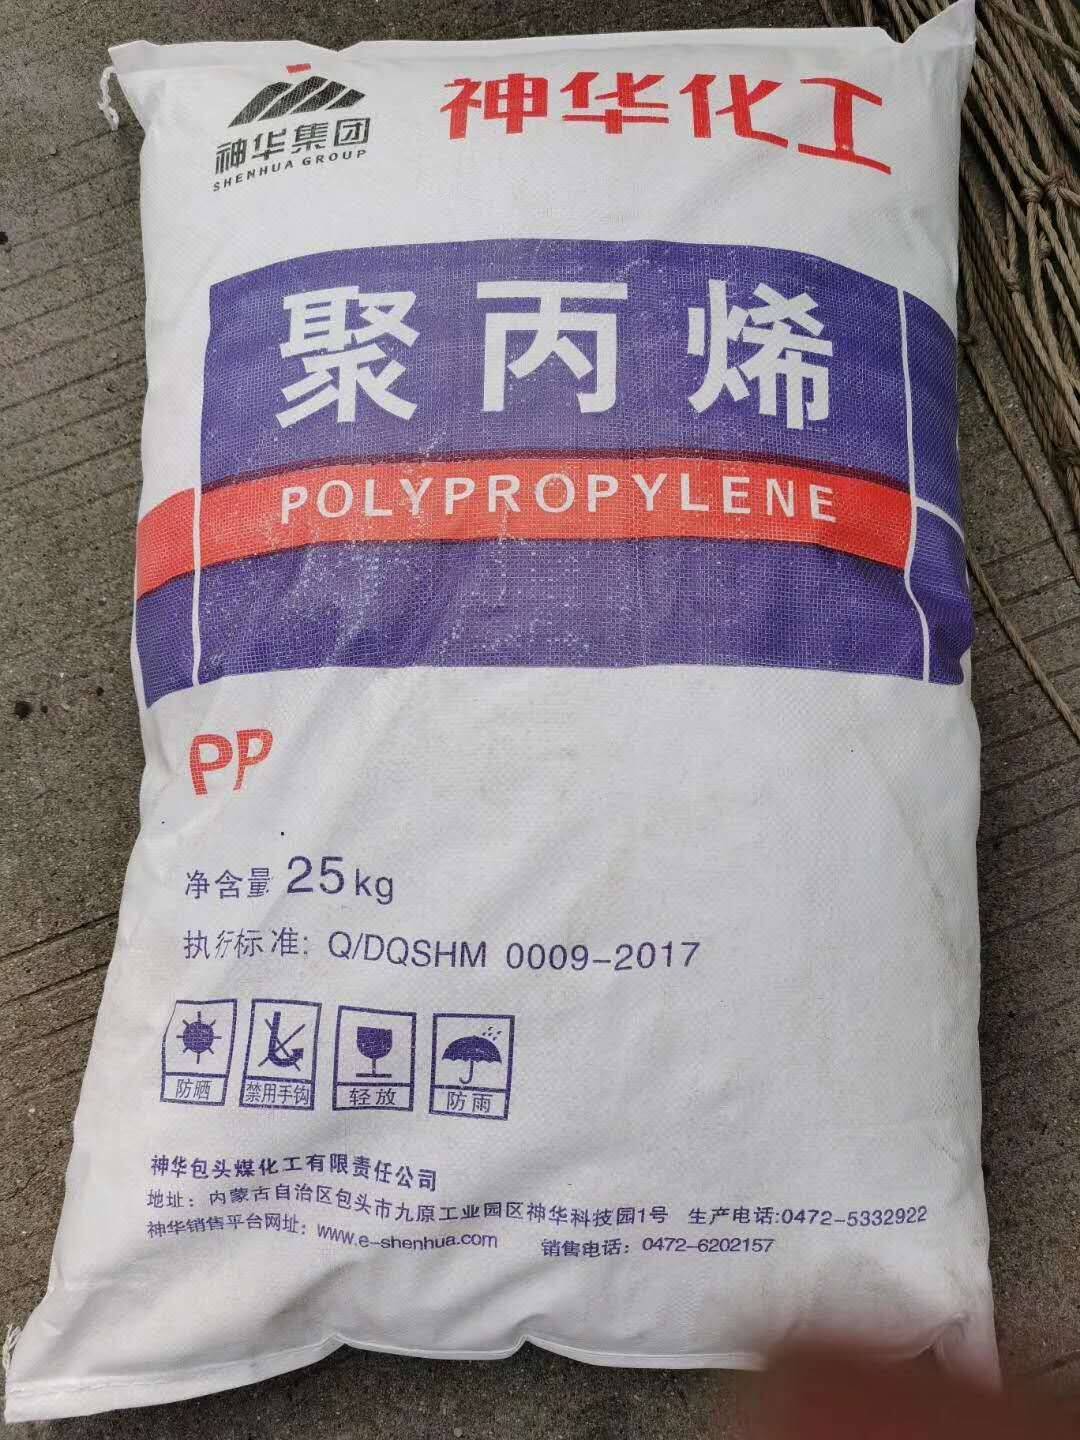 神华集团
SHENHUA GROUP
神华化工
聚丙烯
POLYPROPYLENE
PP
净含量 25kg
执行标准: Q/DQSHM 0009-2017
防晒
禁用手钩
轻放
防雨
神华包头煤化工有限责任公司
地址：内蒙古自治区包头市九原工业园区神华科技园1号 生产电话:0472-5332922
神华销售平台网址：www.e-shenhua.com 销售电话：0472-6202157